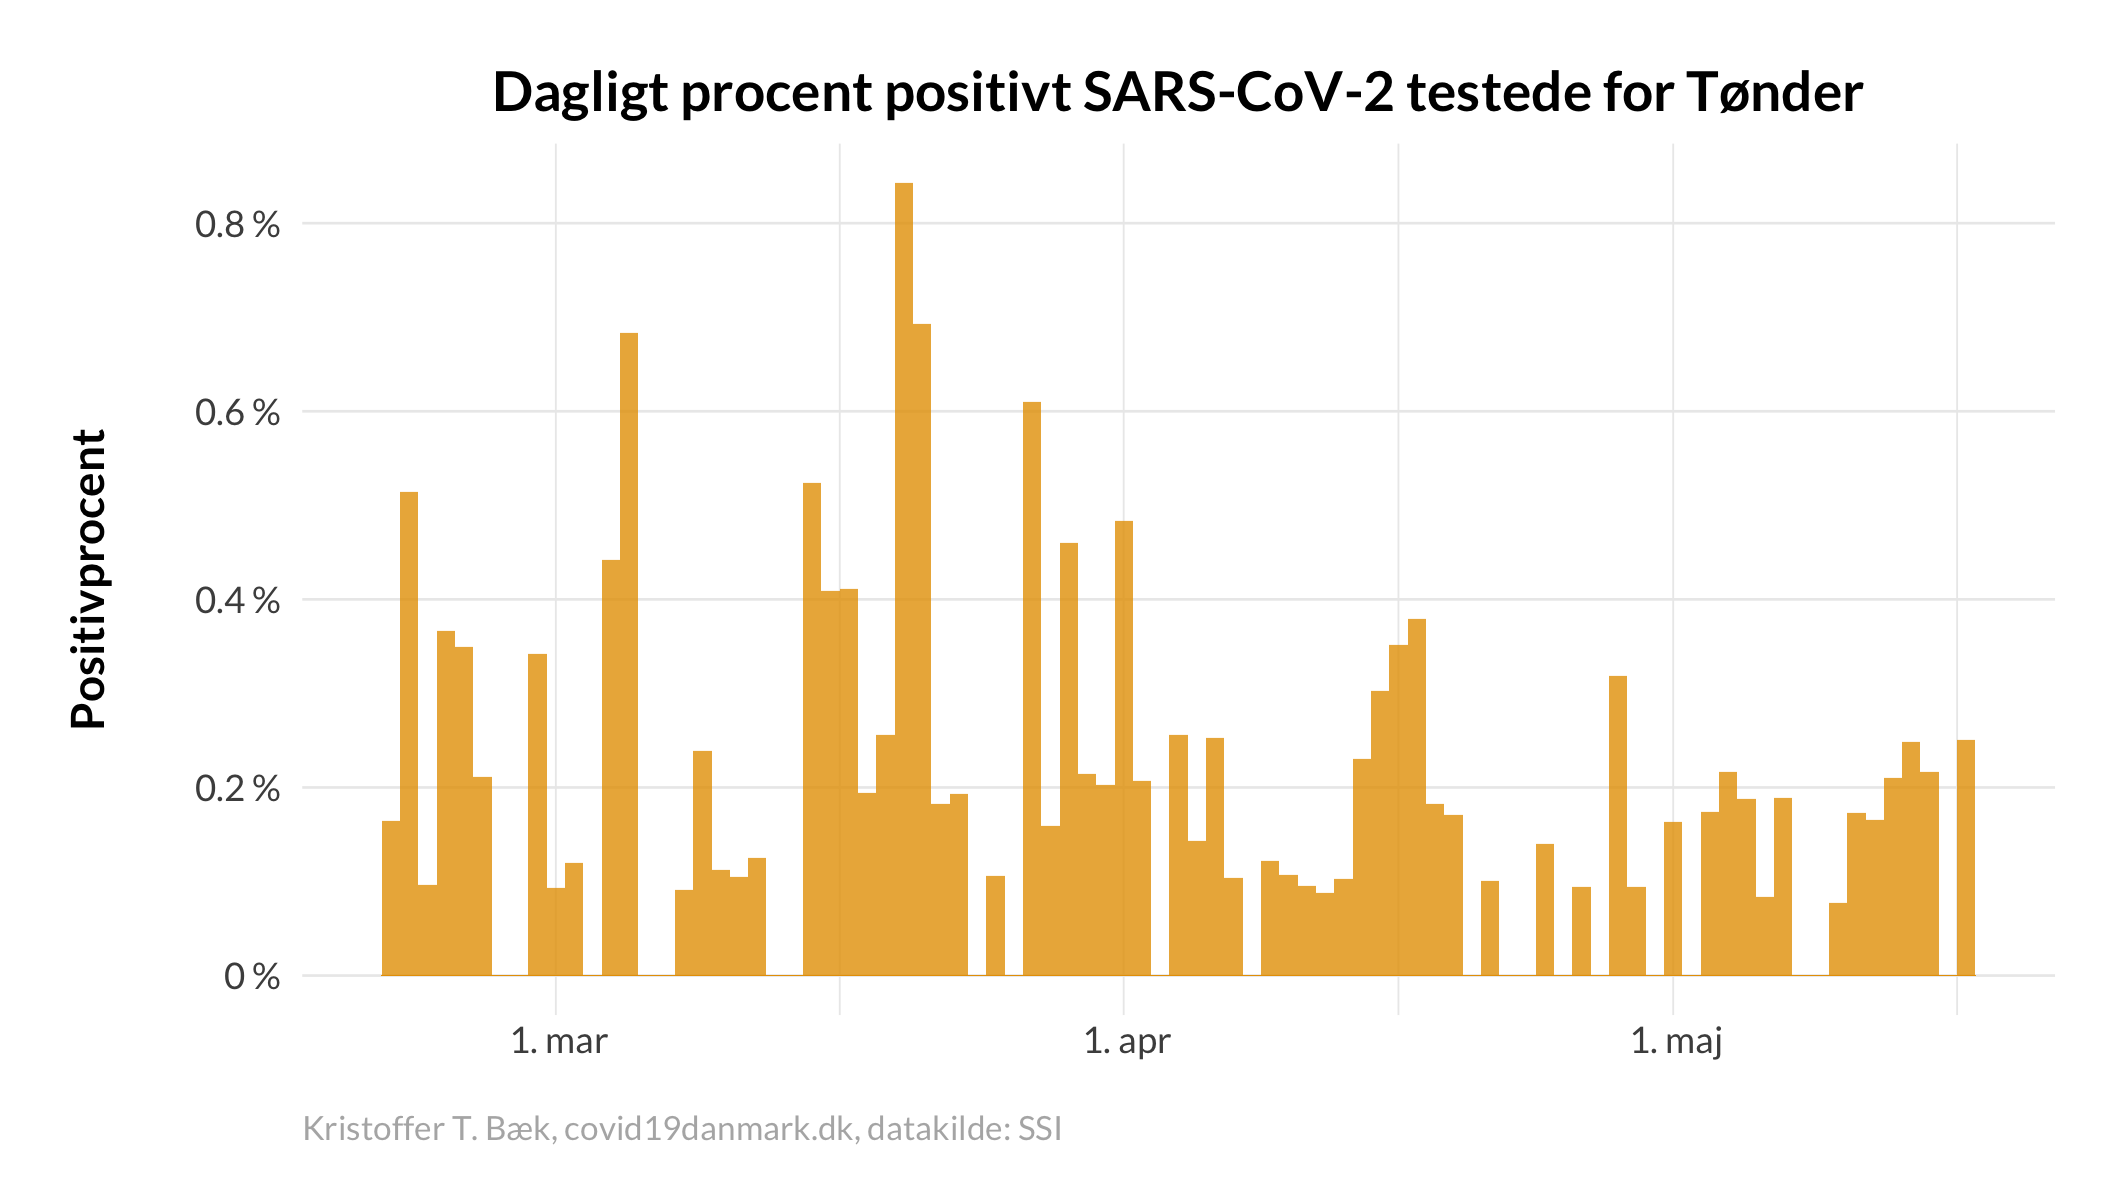 Dagligt procent positivt SARS-CoV-2 testede for Tønder
Positivprocent
0.8 %
0.6 %
0.4 %
0.2 %
0 %
1. mar
1. apr
1. maj
Kristoffer T. Bæk, covid19danmark.dk, datakilde: SSI